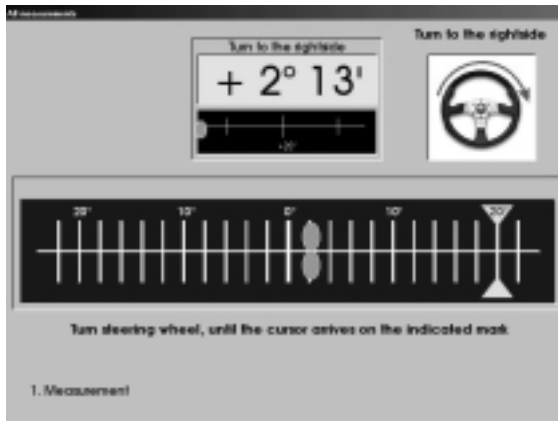 All measurements
Turn to the rightside
Turn to the rightside
+ 2° 13'
+20°
20° 10° 0° 10° 20°
Turn steering wheel, until the cursor arrives on the indicated mark
1. Measurement